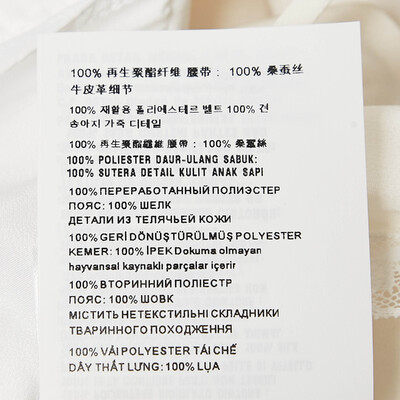 100% 再生聚酯纤维 腰带： 100% 桑蚕丝
牛皮革细节
100% 재활용 폴리에스테르 벨트 100% 견
송아지 가죽 디테일
100% 再生聚酯纖維 腰帶：100% 桑蠶絲
100% POLIESTER DAUR-ULANG SABUK:
100% SUTERA DETAIL KULIT ANAK SAPI
100% ПЕРЕРАБОТАННЫЙ ПОЛИЭСТЕР
ПОЯС: 100% ШЕЛК
ДЕТАЛИ ИЗ ТЕЛЯЧЬЕЙ КОЖИ
100% GERİ DÖNÜŞTÜRÜLMÜŞ POLYESTER
KEMER: 100% İPEK Dokuma olmayan
hayvansal kaynaklı parçalar içerir
100% ВТОРИННИЙ ПОЛІЕСТР
ПОЯС: 100% ШОВК
МІСТИТЬ НЕТЕКСТИЛЬНІ СКЛАДНИКИ
ТВАРИННОГО ПОХОДЖЕННЯ
100% VẢI POLYESTER TÁI CHẾ
DÂY THẮT LƯNG: 100% LỤA